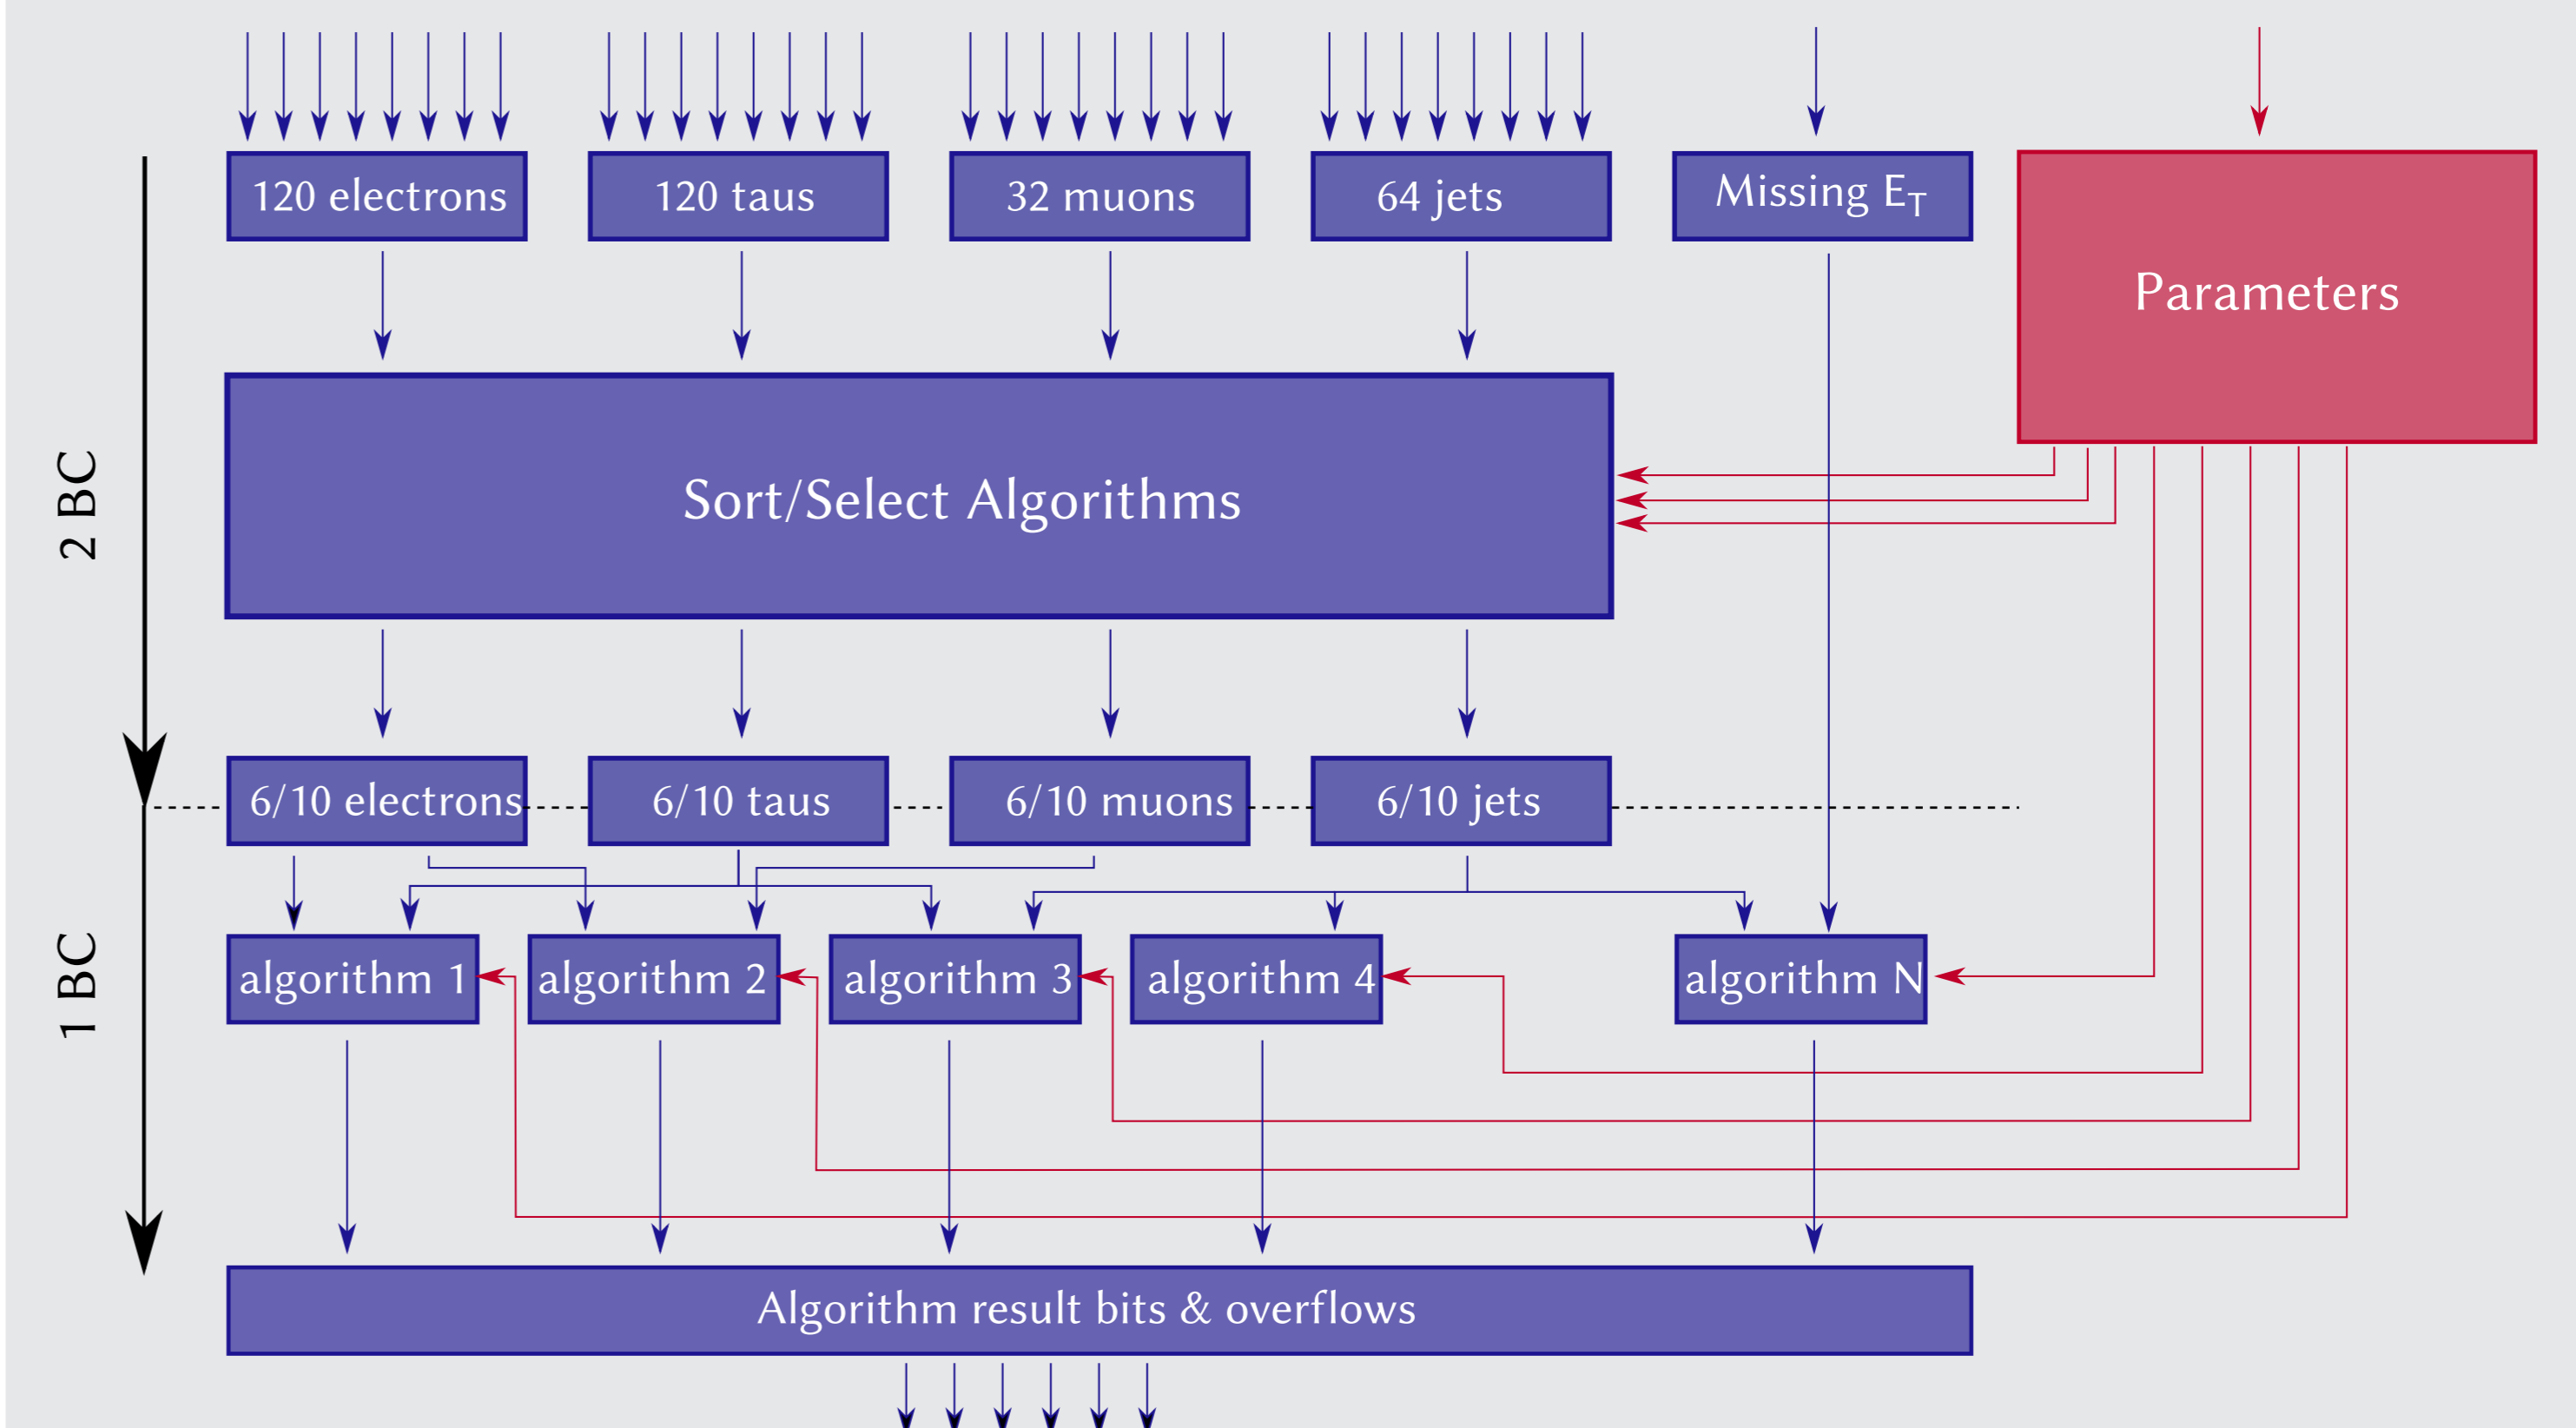 120 electrons
120 taus
32 muons
64 jets
Missing E_T
Parameters
Sort/Select Algorithms
2 BC
6/10 electrons
6/10 taus
6/10 muons
6/10 jets
1 BC
algorithm 1
algorithm 2
algorithm 3
algorithm 4
algorithm N
Algorithm result bits & overflows